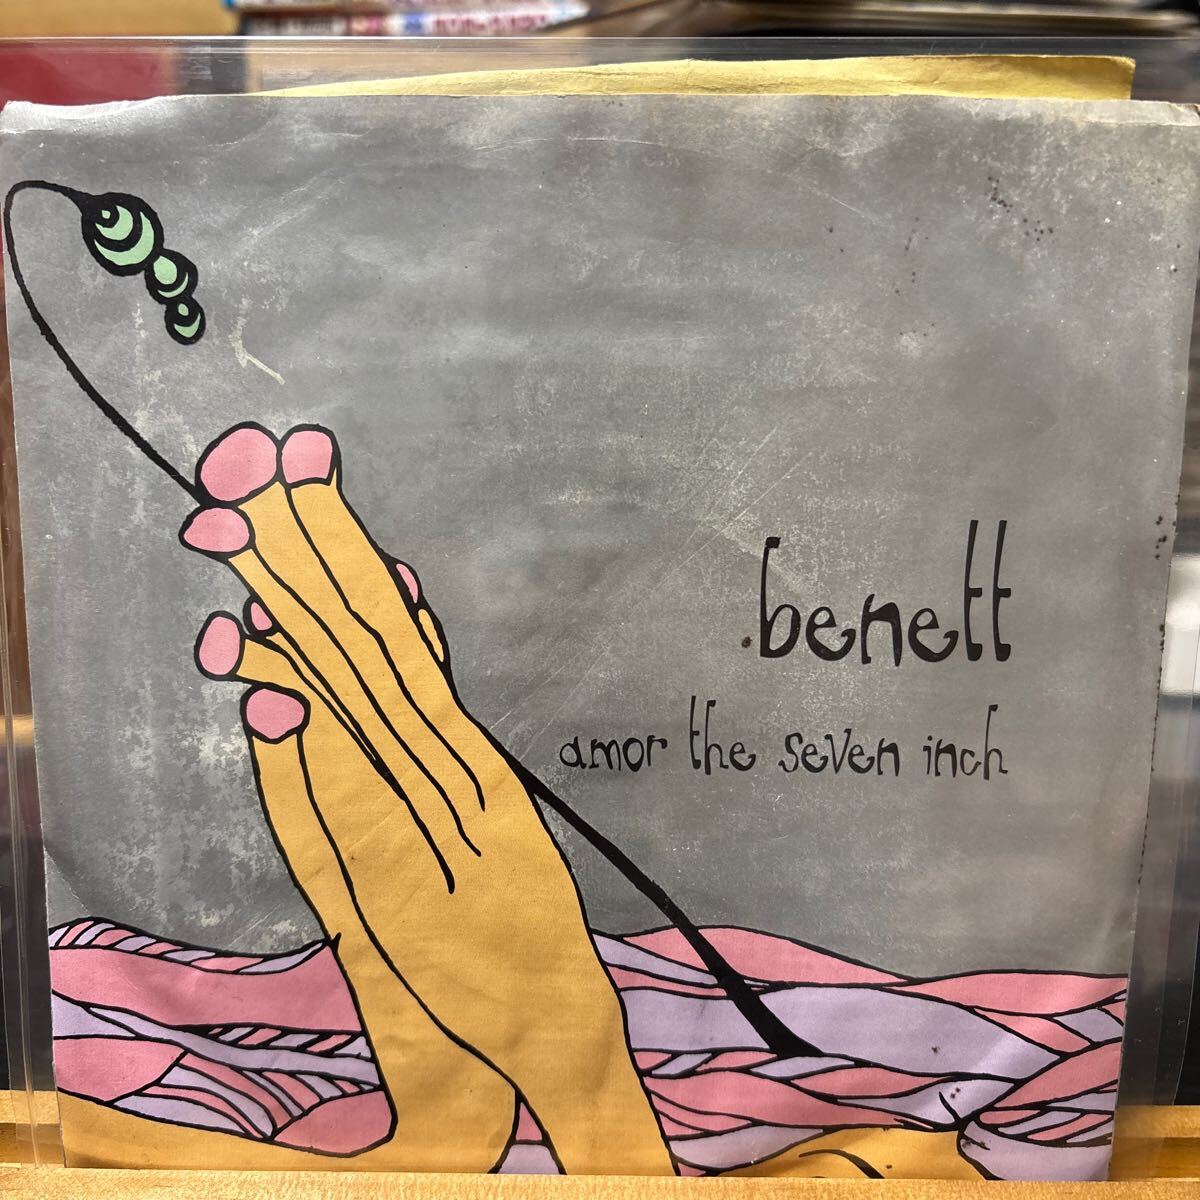 benett
amor the seven inch